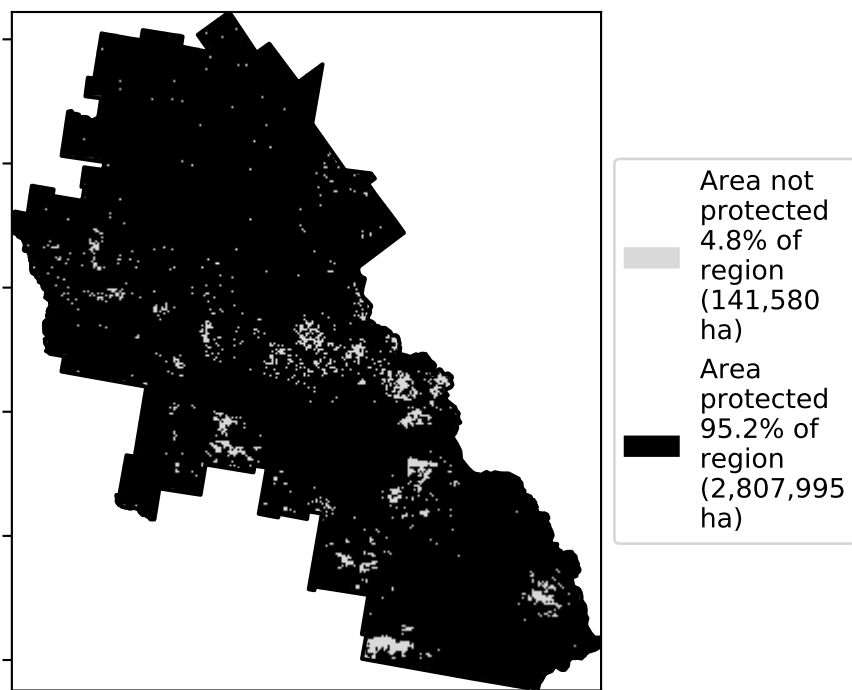 Area not
protected
4.8% of
region
(141,580
ha)
Area
protected
95.2% of
region
(2,807,995
ha)